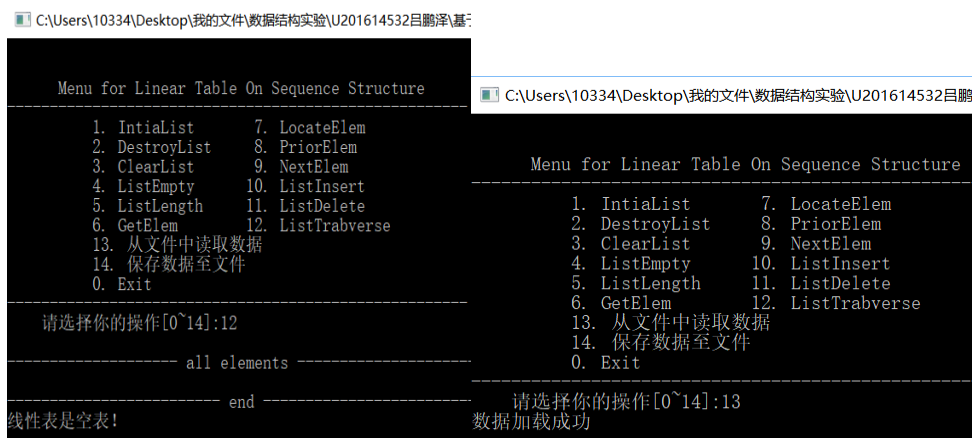 C:\Users\10334\Desktop\我的文件\数据结构实验\U201614532吕鹏泽\基于
Menu for Linear Table On Sequence Structure
1. IntiaList 7. LocateElem
2. DestroyList 8. PriorElem
3. ClearList 9. NextElem
4. ListEmpty 10. ListInsert
5. ListLength 11. ListDelete
6. GetElem 12. ListTrabverse
13. 从文件中读取数据
14. 保存数据至文件
0. Exit
请选择你的操作[0~14]:12
-------------------- all elements --------------------
------------------------- end ------------------------
线性表是空表!
C:\Users\10334\Desktop\我的文件\数据结构实验\U201614532吕鹏
Menu for Linear Table On Sequence Structure
1. IntiaList 7. LocateElem
2. DestroyList 8. PriorElem
3. ClearList 9. NextElem
4. ListEmpty 10. ListInsert
5. ListLength 11. ListDelete
6. GetElem 12. ListTrabverse
13. 从文件中读取数据
14. 保存数据至文件
0. Exit
请选择你的操作[0~14]:13
数据加载成功